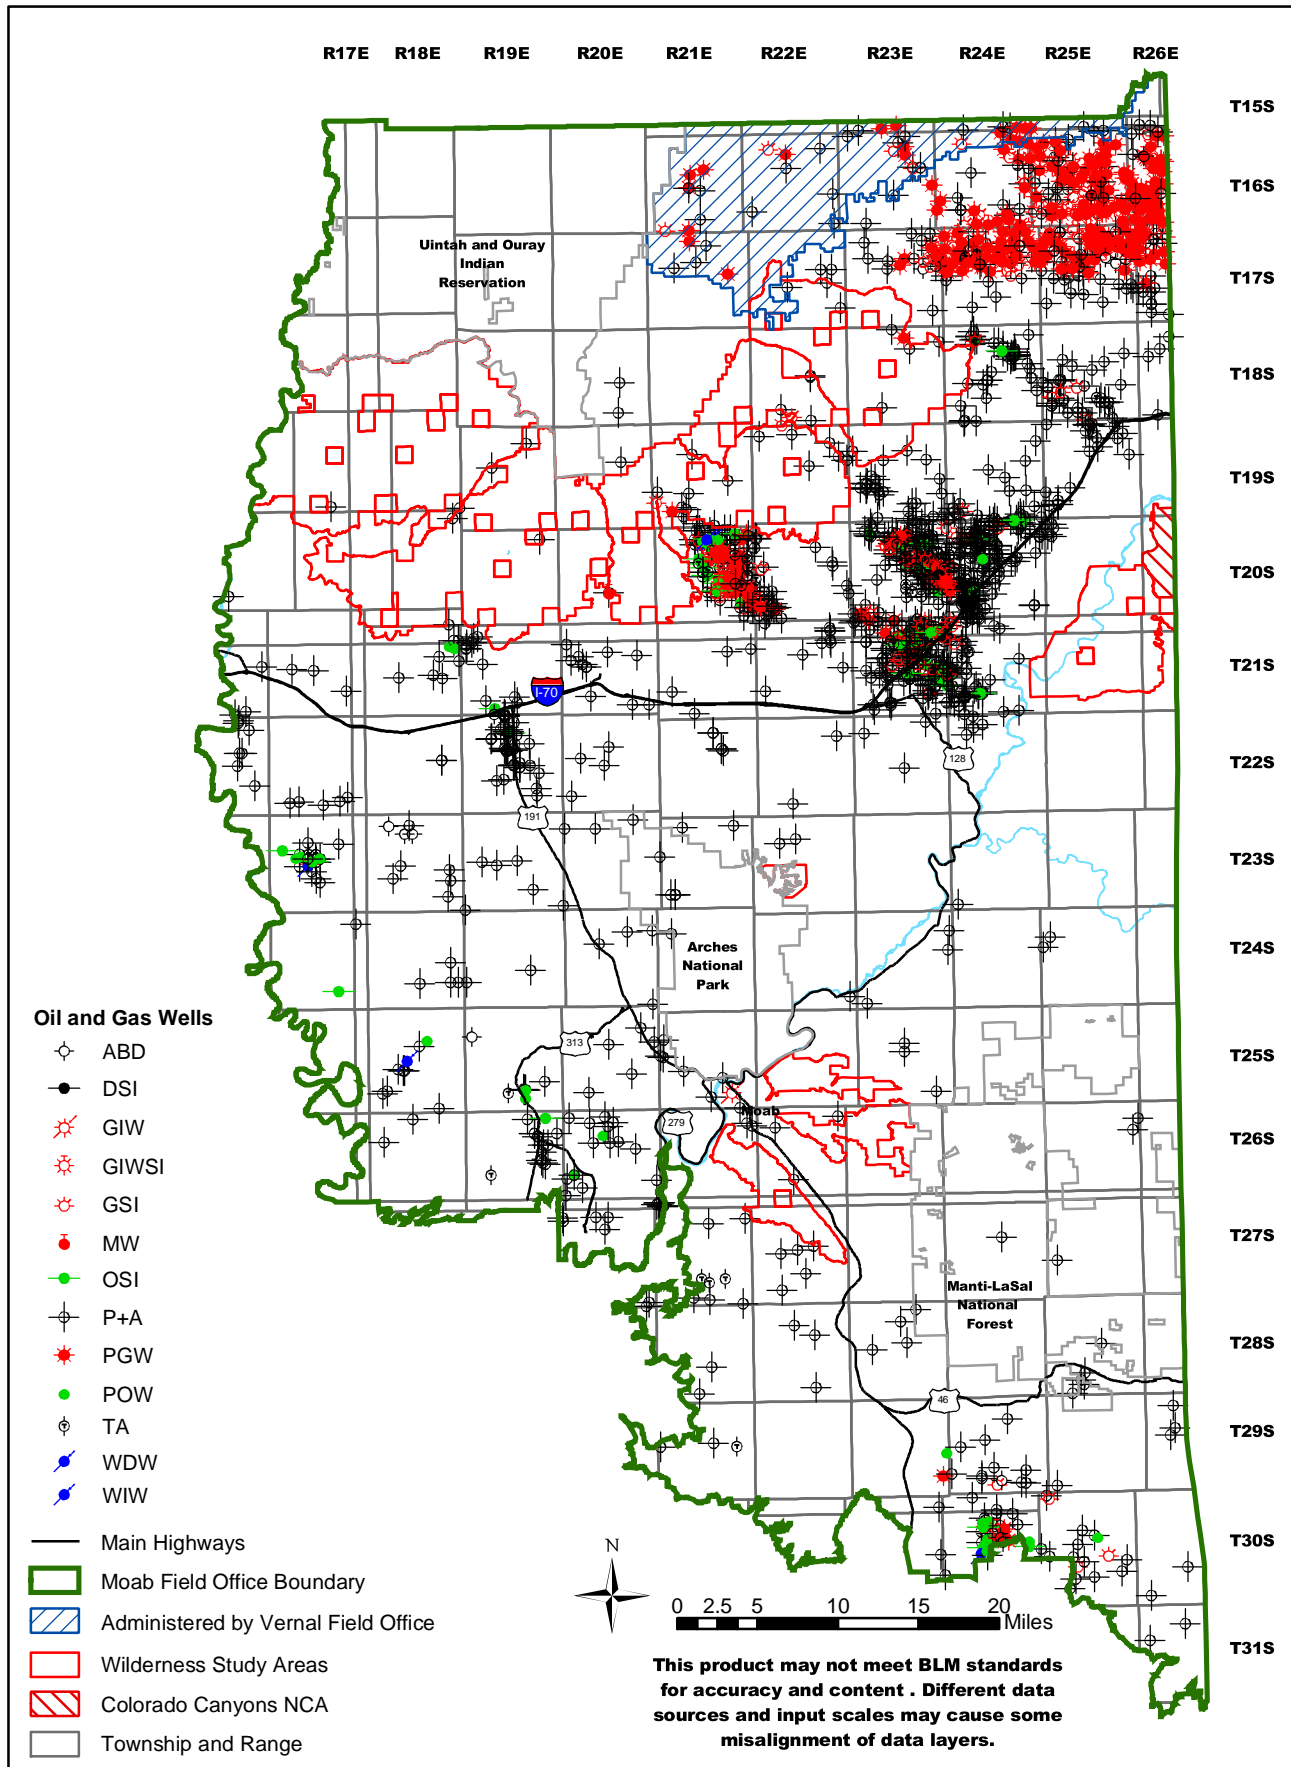 R17E R18E R19E R20E R21E R22E R23E R24E R25E R26E
T15S
T16S
Uintah and Ouray
Indian
Reservation
T17S
T18S
T19S
T20S
T21S
I-70
128
T22S
191
T23S
Arches
National
Park
T24S
Oil and Gas Wells
ABD
DSI
GIW
GIWSI
GSI
MW
OSI
P+A
PGW
POW
TA
WDW
WIW
Main Highways
Moab Field Office Boundary
Administered by Vernal Field Office
Wilderness Study Areas
Colorado Canyons NCA
Township and Range
313
T25S
Moab
279
T26S
T27S
Manti-LaSal
National
Forest
T28S
46
T29S
T30S
N
0 2.5 5 10 15 20
Miles
T31S
This product may not meet BLM standards
for accuracy and content . Different data
sources and input scales may cause some
misalignment of data layers.